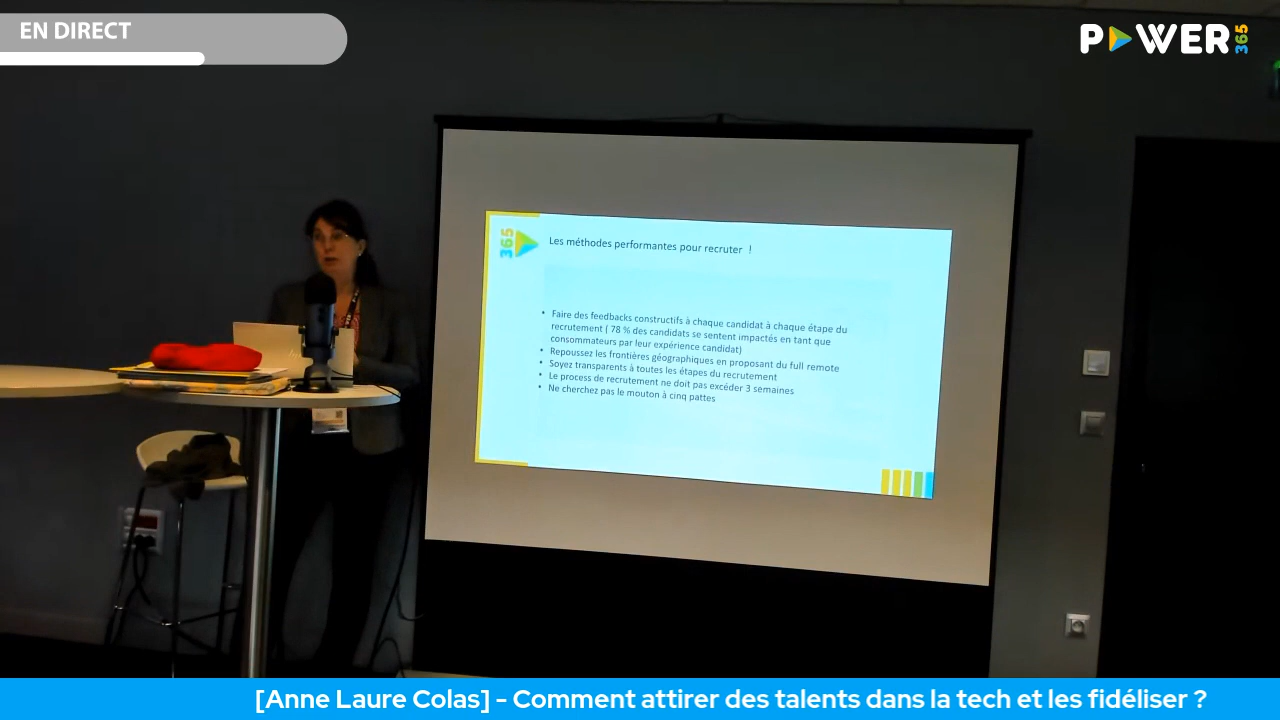 EN DIRECT
POWER 365
365
Les méthodes performantes pour recruter !
• Faire des feedbacks constructifs à chaque candidat à chaque étape du
recrutement ( 78 % des candidats se sentent impactés en tant que
consommateurs par leur expérience candidat)
• Repoussez les frontières géographiques en proposant du full remote
• Soyez transparents à toutes les étapes du recrutement
• Le process de recrutement ne doit pas excéder 3 semaines
• Ne cherchez pas le mouton à cinq pattes
[Anne Laure Colas] - Comment attirer des talents dans la tech et les fidéliser ?